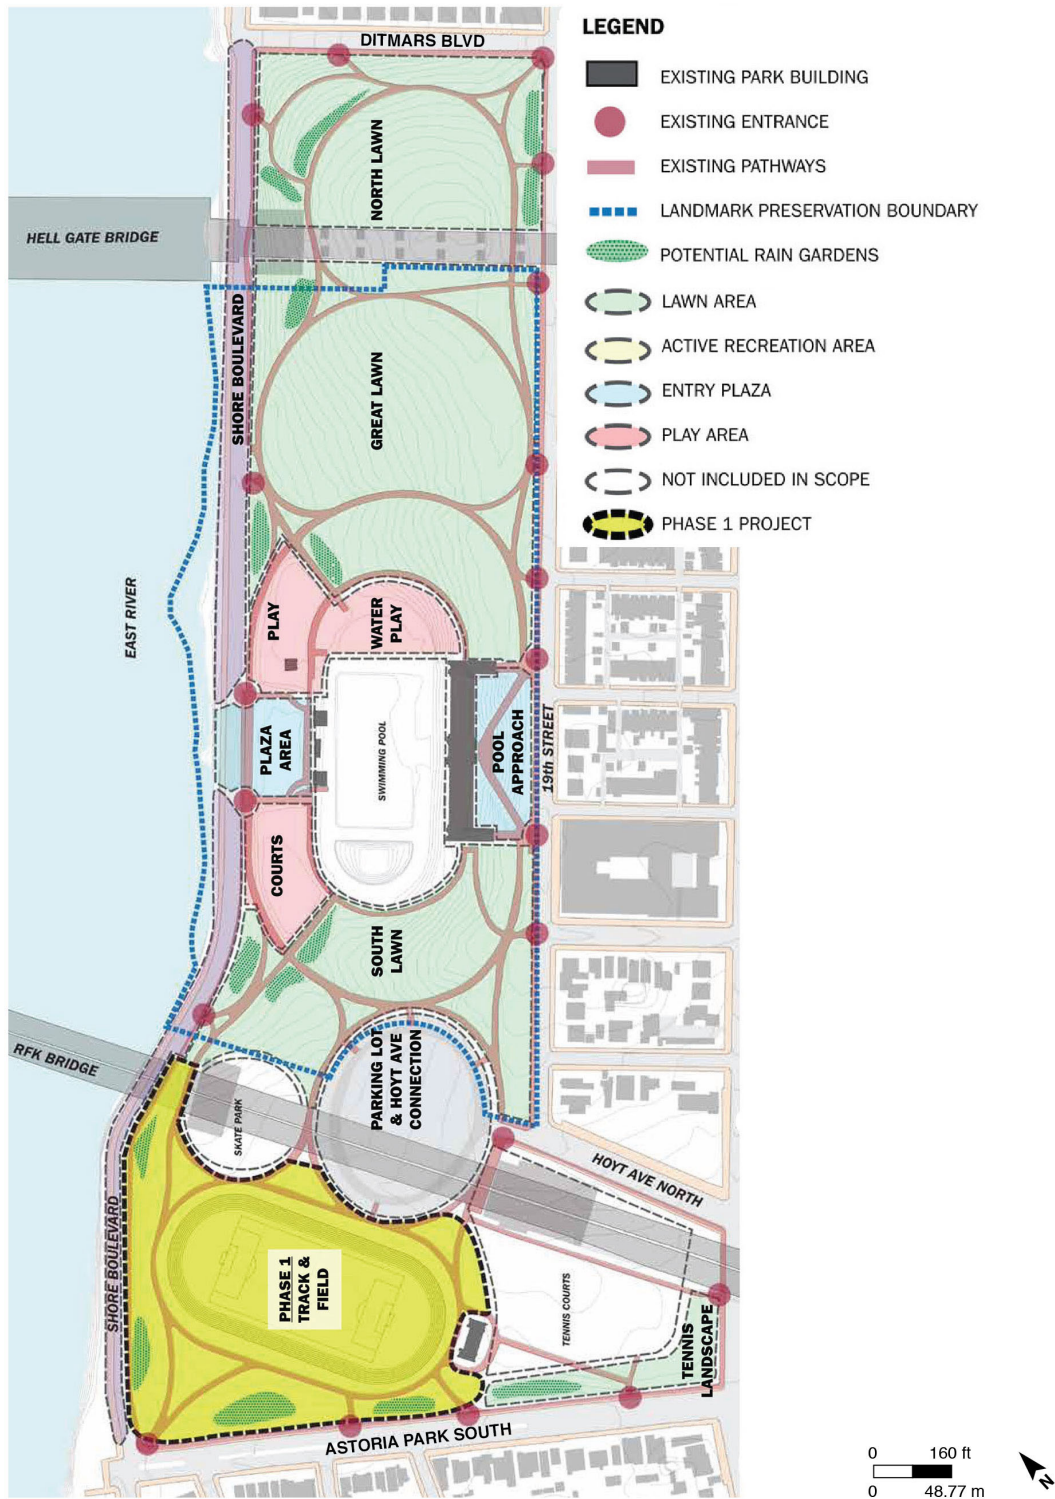 DITMARS BLVD
LEGEND
EXISTING PARK BUILDING
EXISTING ENTRANCE
EXISTING PATHWAYS
LANDMARK PRESERVATION BOUNDARY
POTENTIAL RAIN GARDENS
LAWN AREA
ACTIVE RECREATION AREA
ENTRY PLAZA
PLAY AREA
NOT INCLUDED IN SCOPE
PHASE 1 PROJECT
NORTH LAWN
HELL GATE BRIDGE
SHORE BOULEVARD
GREAT LAWN
EAST RIVER
PLAY
WATER
PLAY
PLAZA
AREA
SWIMMING POOL
POOL
APPROACH
19th STREET
COURTS
SOUTH
LAWN
RFK BRIDGE
PARKING LOT
& HOYT AVE
CONNECTION
SKATE PARK
HOYT AVE NORTH
SHORE BOULEVARD
PHASE 1
TRACK &
FIELD
TENNIS COURTS
TENNIS
LANDSCAPE
ASTORIA PARK SOUTH
0 160 ft
0 48.77 m
N